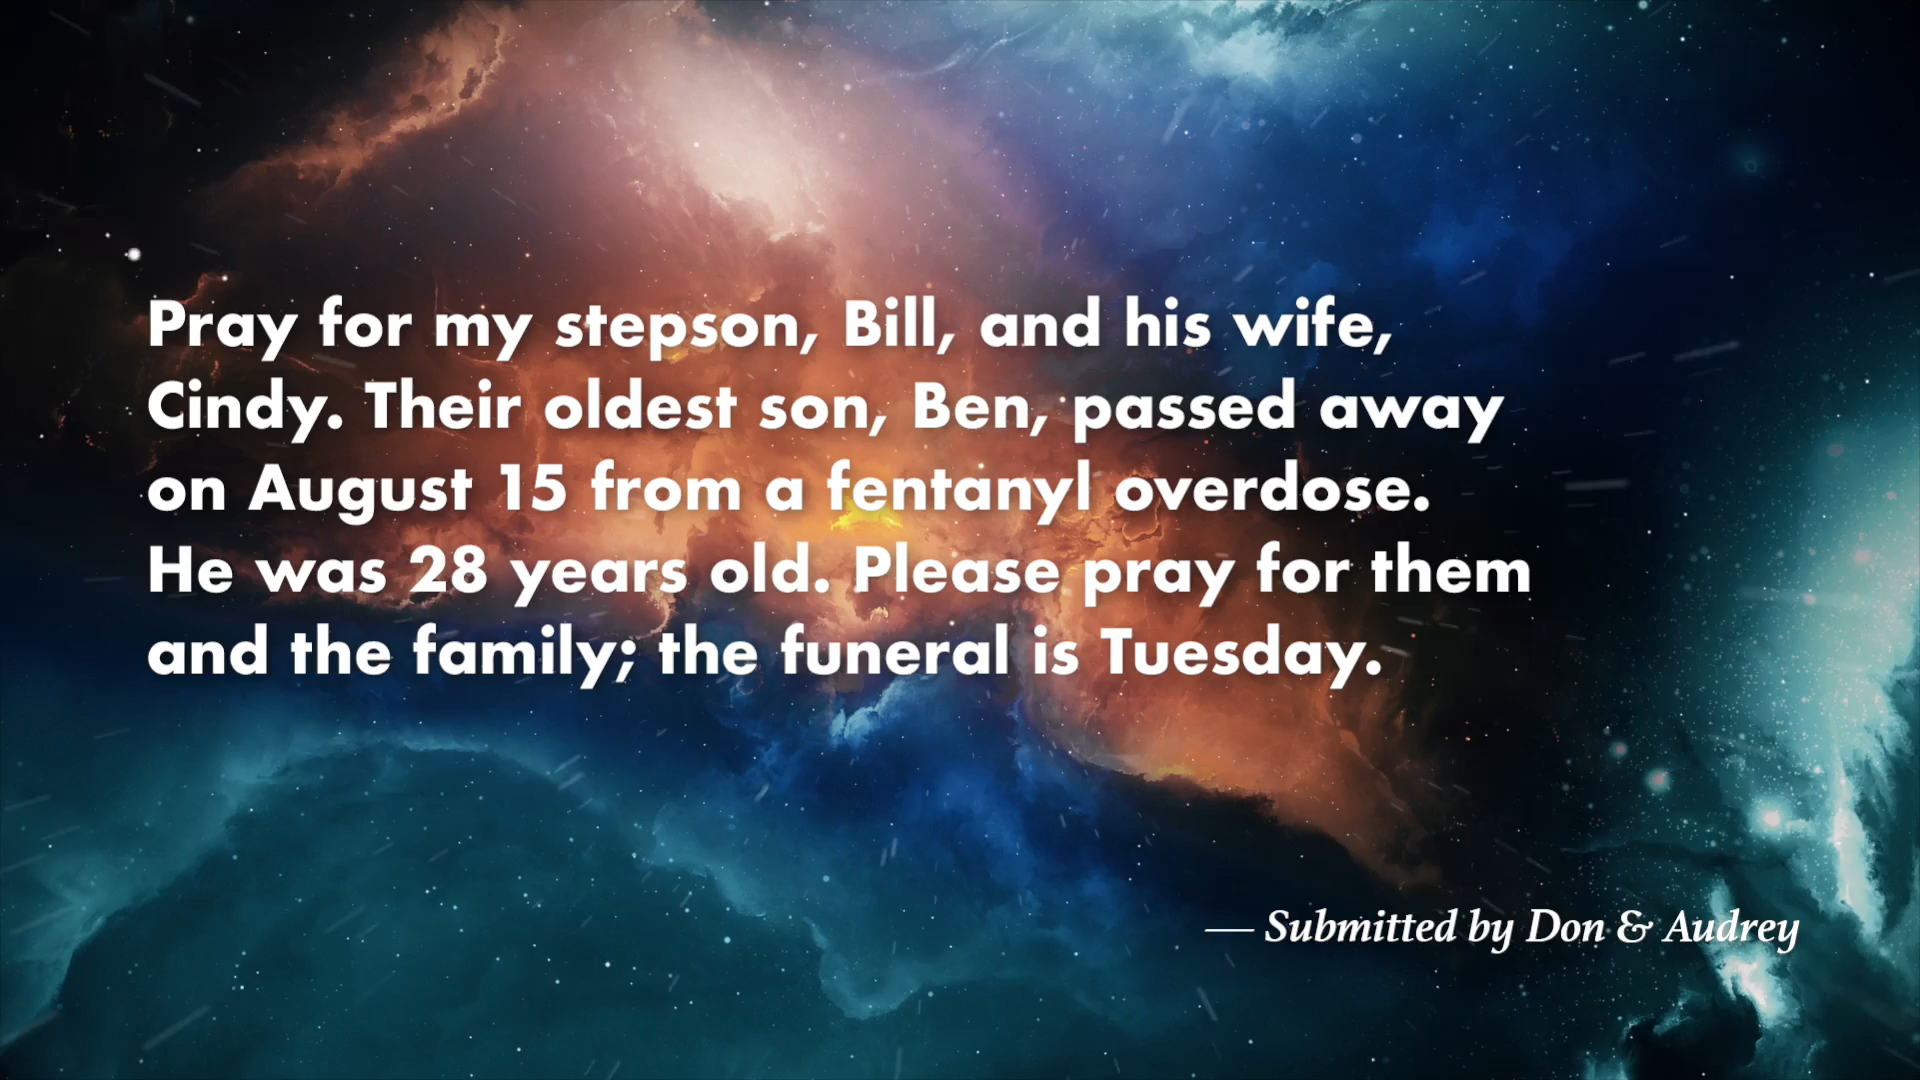 Pray for my stepson, Bill, and his wife,
Cindy. Their oldest son, Ben, passed away
on August 15 from a fentanyl overdose.
He was 28 years old. Please pray for them
and the family; the funeral is Tuesday.
— Submitted by Don & Audrey